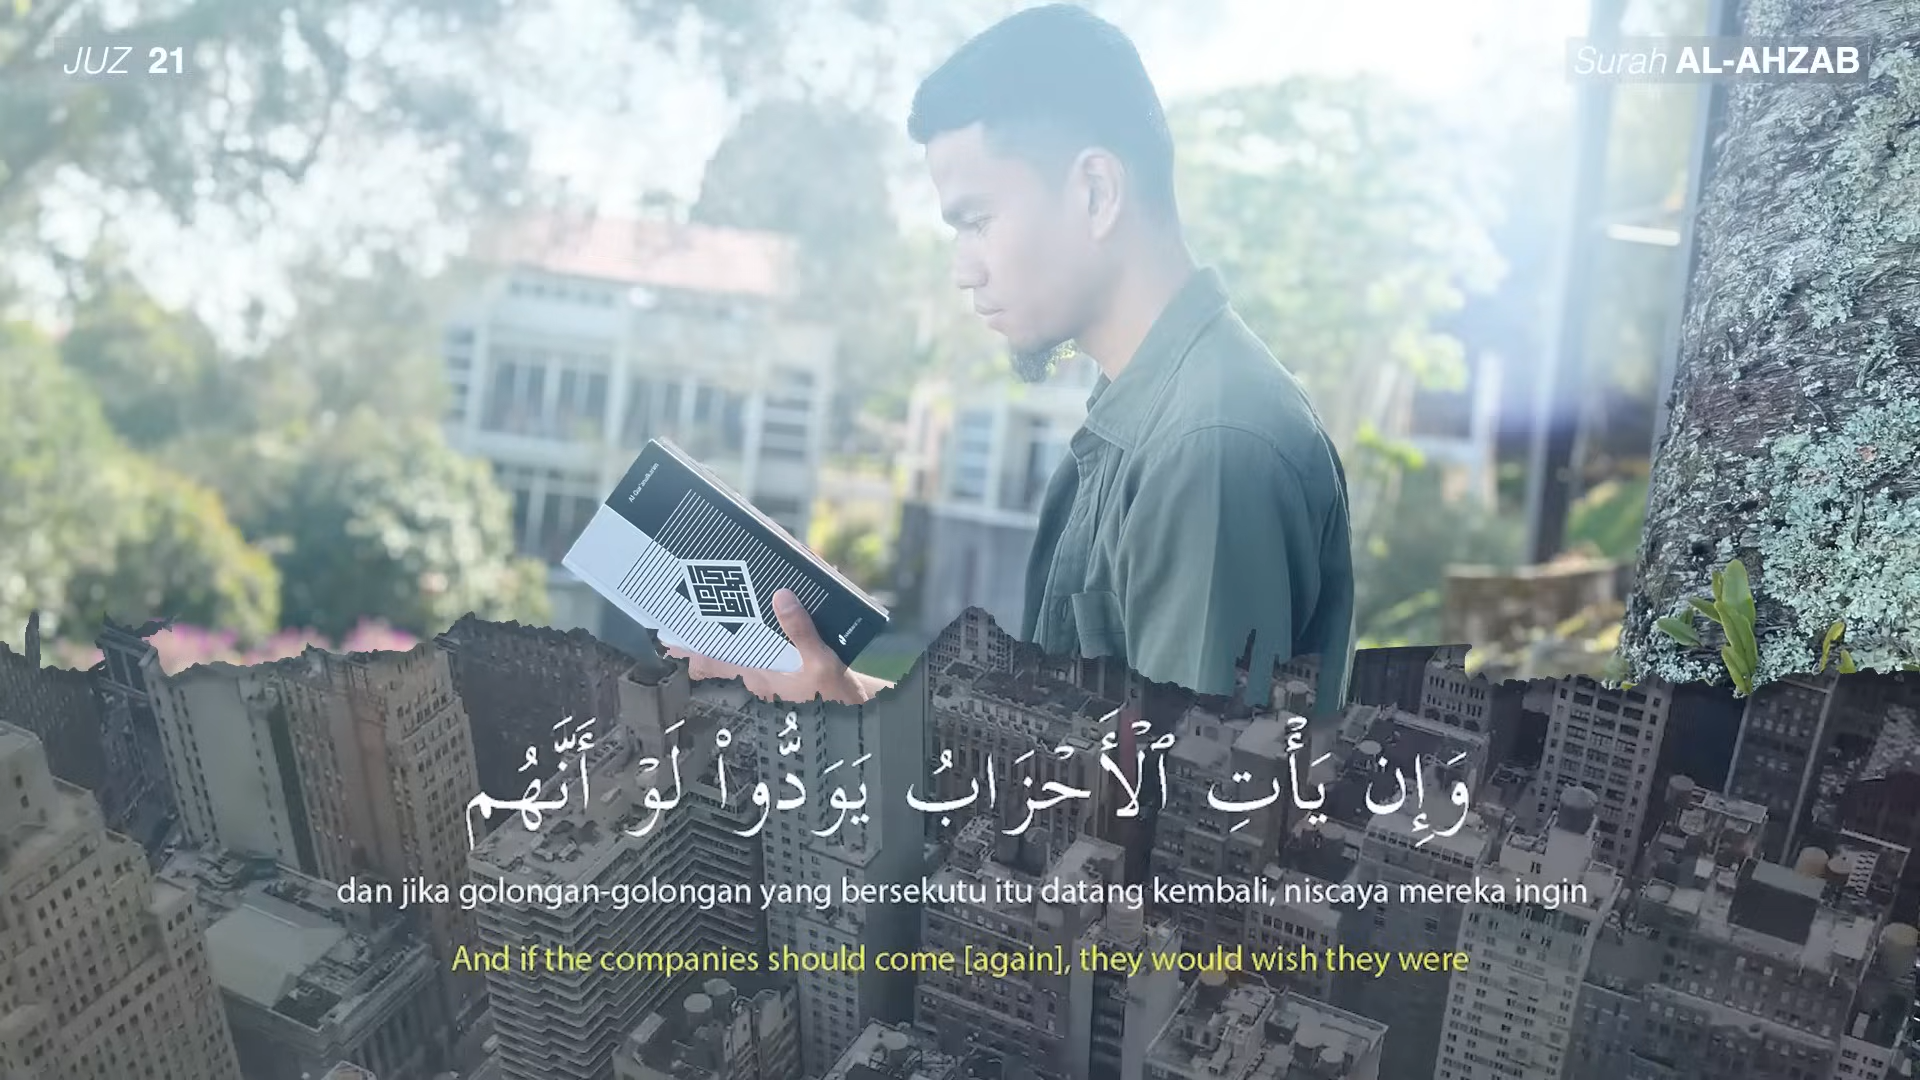 JUZ 21
Surah AL-AHZAB
وَإِن يَأْتِ ٱلْأَحْزَابُ يَوَدُّوا۟ لَوْ أَنَّهُم
dan jika golongan-golongan yang bersekutu itu datang kembali, niscaya mereka ingin
And if the companies should come [again], they would wish they were